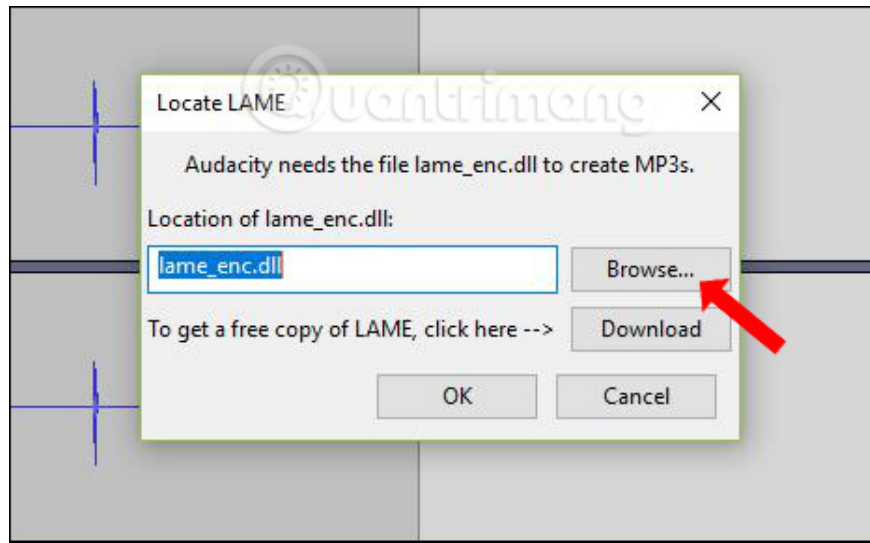 Quantrimang
Locate LAME
Audacity needs the file lame_enc.dll to create MP3s.
Location of lame_enc.dll:
lame_enc.dll
Browse...
To get a free copy of LAME, click here -->
Download
OK
Cancel